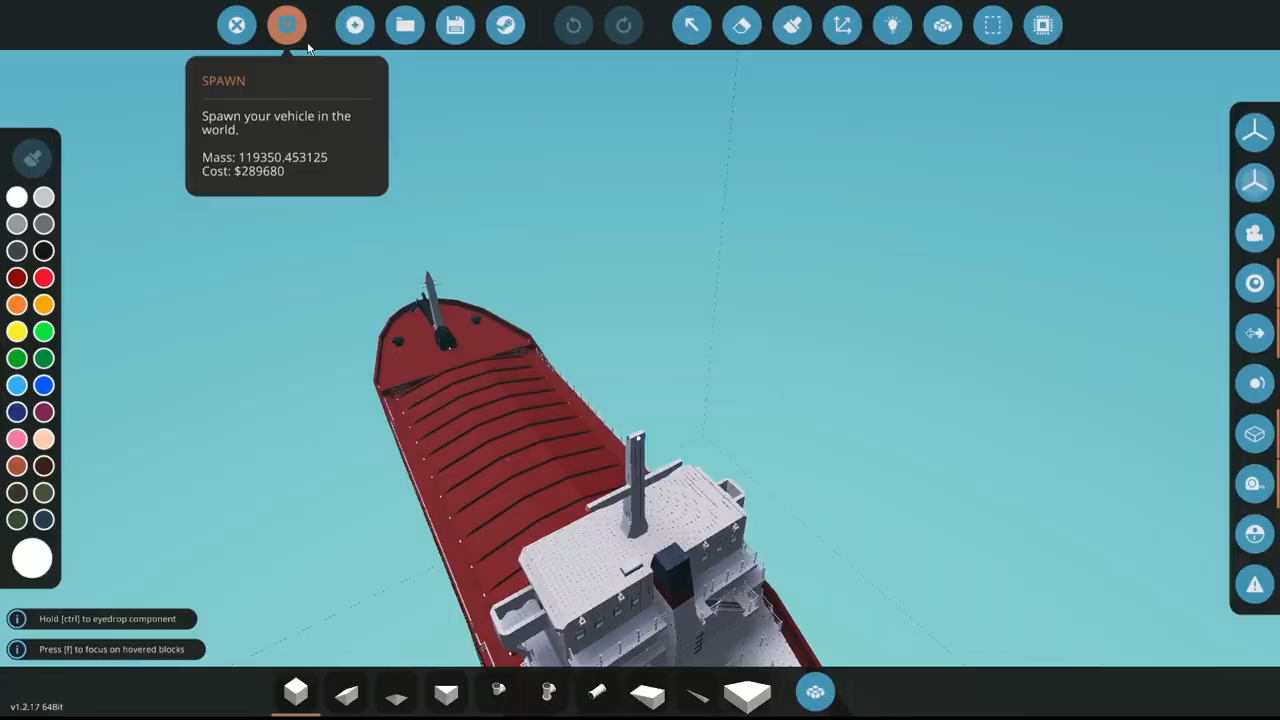 SPAWN
Spawn your vehicle in the
world.
Mass: 119350.453125
Cost: $289680
Hold [ctrl] to eyedrop component
Press [f] to focus on hovered blocks
v1.2.17 64Bit